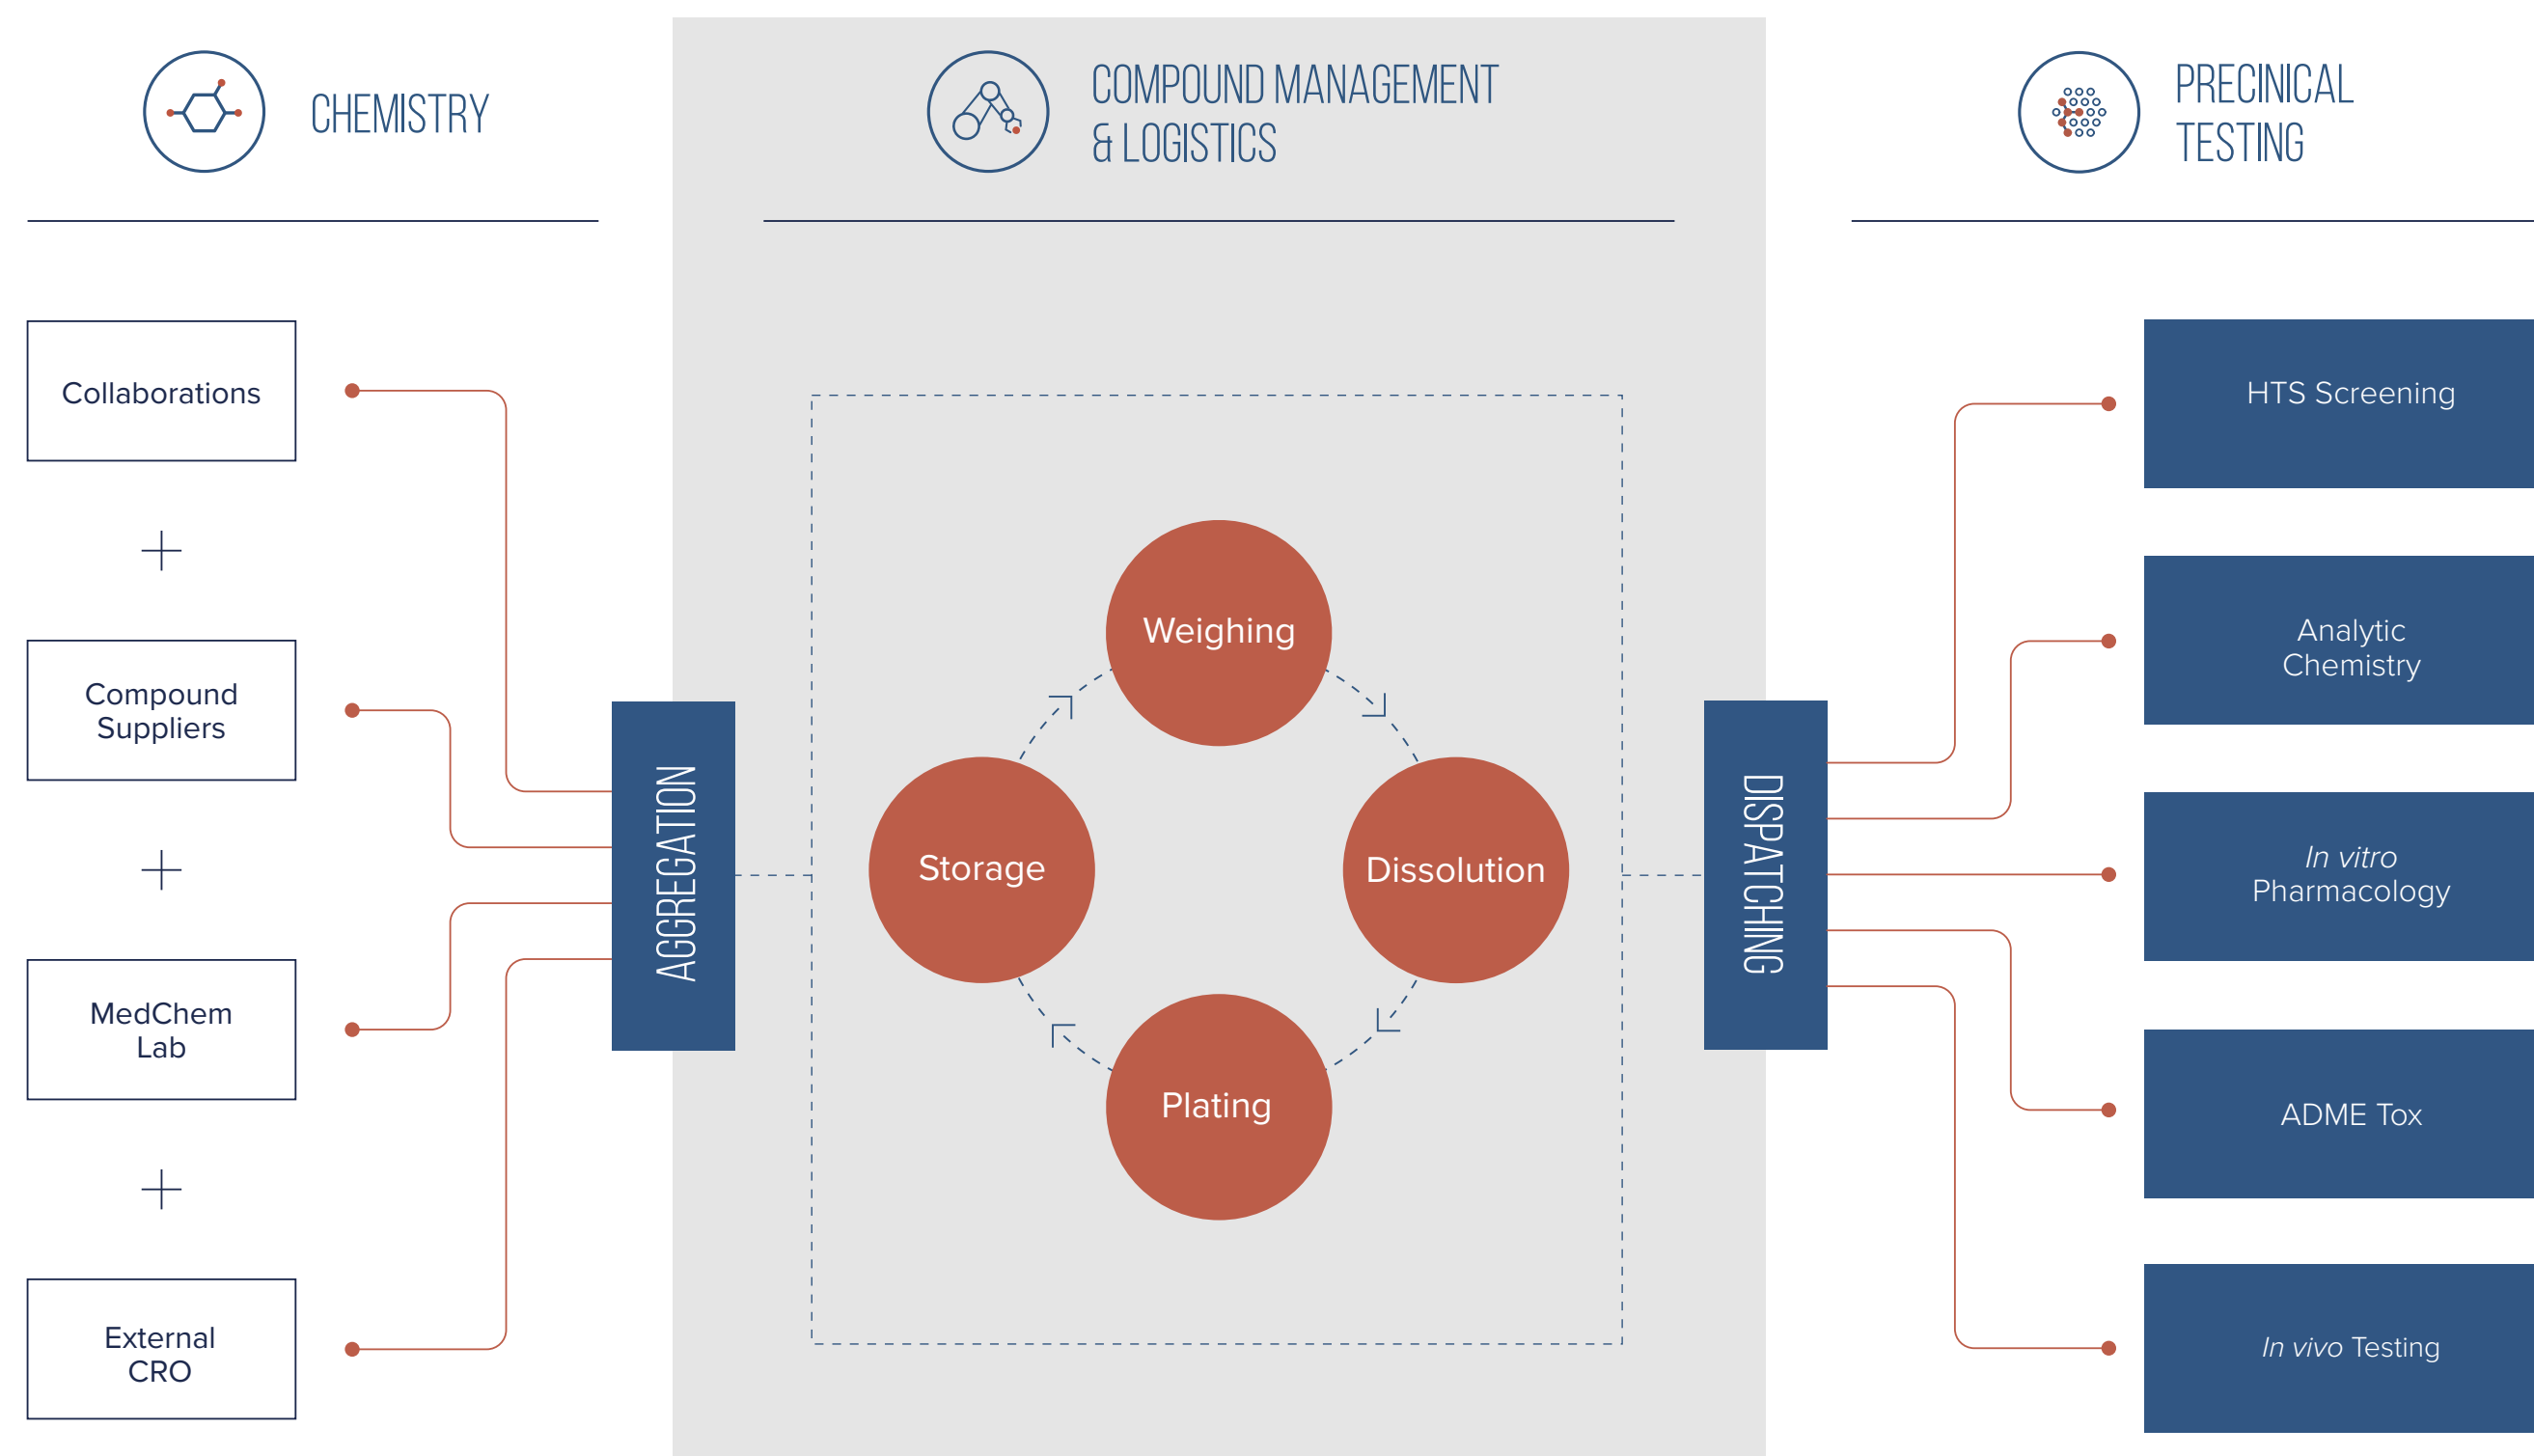 CHEMISTRY
COMPOUND MANAGEMENT
& LOGISTICS
PRECINICAL
TESTING
Collaborations
Compound
Suppliers
MedChem
Lab
External
CRO
AGGREGATION
Weighing
Storage
Dissolution
Plating
DISPATCHING
HTS Screening
Analytic
Chemistry
In vitro
Pharmacology
ADME Tox
In vivo Testing